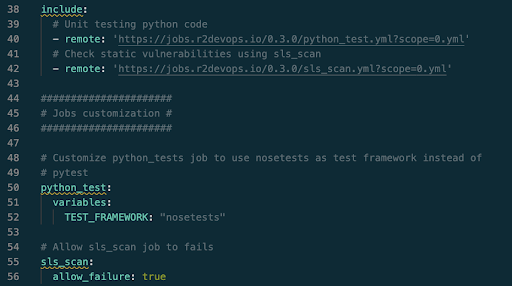 38 include:
39 # Unit testing python code
40 - remote: 'https://jobs.r2devops.io/0.3.0/python_test.yml?scope=0.yml'
41 # Check static vulnerabilities using sls_scan
42 - remote: 'https://jobs.r2devops.io/0.3.0/sls_scan.yml?scope=0.yml'
43
44 ######################
45 # Jobs customization #
46 ######################
47
48 # Customize python_tests job to use nosetests as test framework instead of
49 # pytest
50 python_test:
51 variables:
52 TEST_FRAMEWORK: "nosetests"
53
54 # Allow sls_scan job to fails
55 sls_scan:
56 allow_failure: true